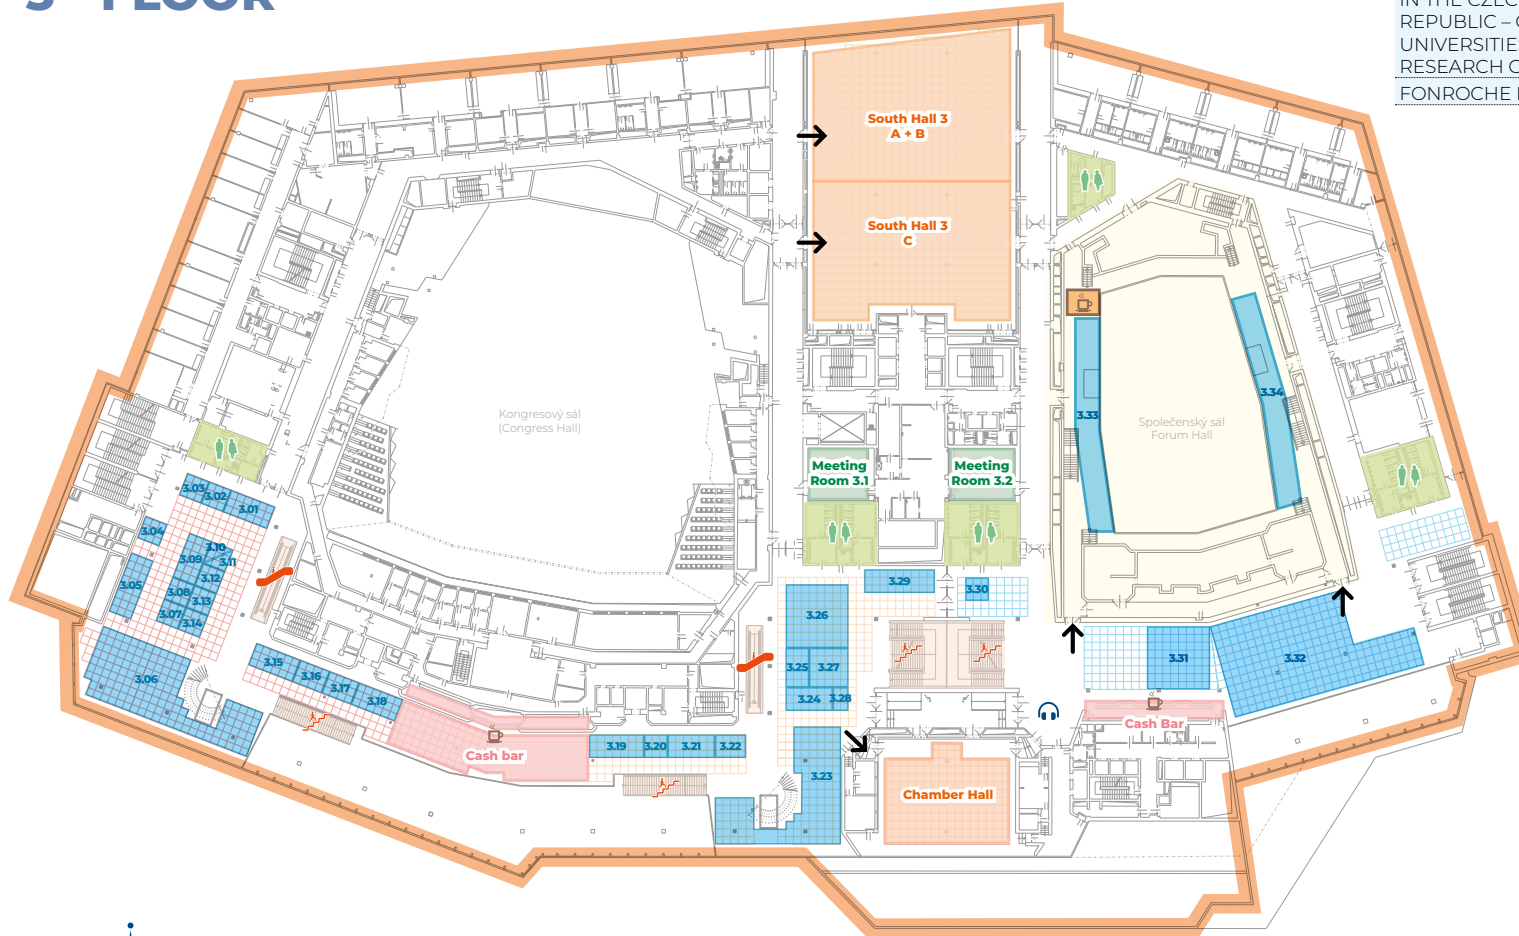 FLOOR
IN THE CZEC
REPUBLIC –
UNIVERSITIE
RESEARCH
FONROCHE
South Hall 3
A + B
South Hall 3
C
Kongresový sál
(Congress Hall)
Společenský sál
Forum Hall
Meeting
Room 3.1
Meeting
Room 3.2
3.33
3.34
3.03
3.02
3.01
3.04
3.10
3.09
3.11
3.12
3.05
3.08
3.13
3.07
3.14
3.06
3.15
3.16
3.17
3.18
Cash bar
3.19
3.20
3.21
3.22
3.23
3.24
3.28
3.25
3.27
3.26
3.29
3.30
3.31
3.32
Cash Bar
Chamber Hall